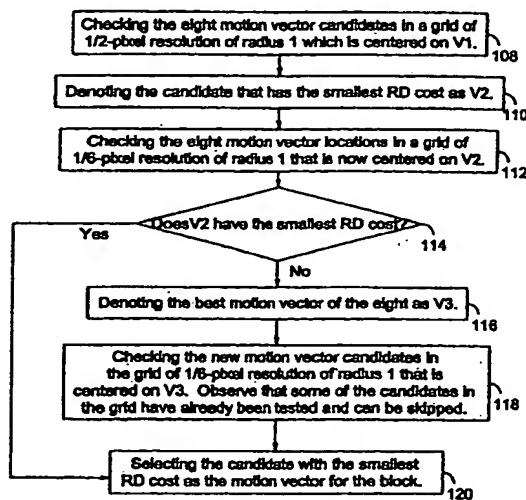 Checking the eight motion vector candidates in a grid of
1/2-pixel resolution of radius 1 which is centered on V1.
108
Denoting the candidate that has the smallest RD cost as V2.
110
Checking the eight motion vector locations in a grid of
1/6-pixel resolution of radius 1 that is now centered on V2.
112
DoesV2 have the smallest RD cost?
114
Yes
No
Denoting the best motion vector of the eight as V3.
116
Checking the new motion vector candidates in
the grid of 1/6-pixel resolution of radius 1 that is
centered on V3. Observe that some of the candidates in
the grid have already been tested and can be skipped.
118
Selecting the candidate with the smallest
RD cost as the motion vector for the block.
120